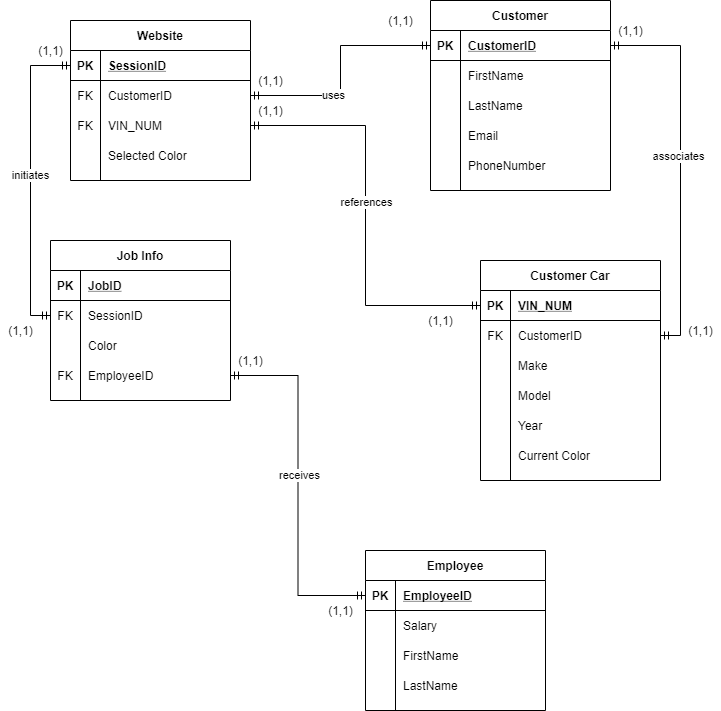 Website
(1,1)
PK SessionID
FK CustomerID
FK VIN_NUM
Selected Color
(1,1)
(1,1)
uses
(1,1)
Customer
PK CustomerID
FirstName
LastName
Email
PhoneNumber
(1,1)
associates
initiates
references
Job Info
PK JobID
FK SessionID
Color
FK EmployeeID
(1,1)
(1,1)
Customer Car
PK VIN_NUM
FK CustomerID
Make
Model
Year
Current Color
(1,1)
(1,1)
receives
Employee
PK EmployeeID
Salary
FirstName
LastName
(1,1)